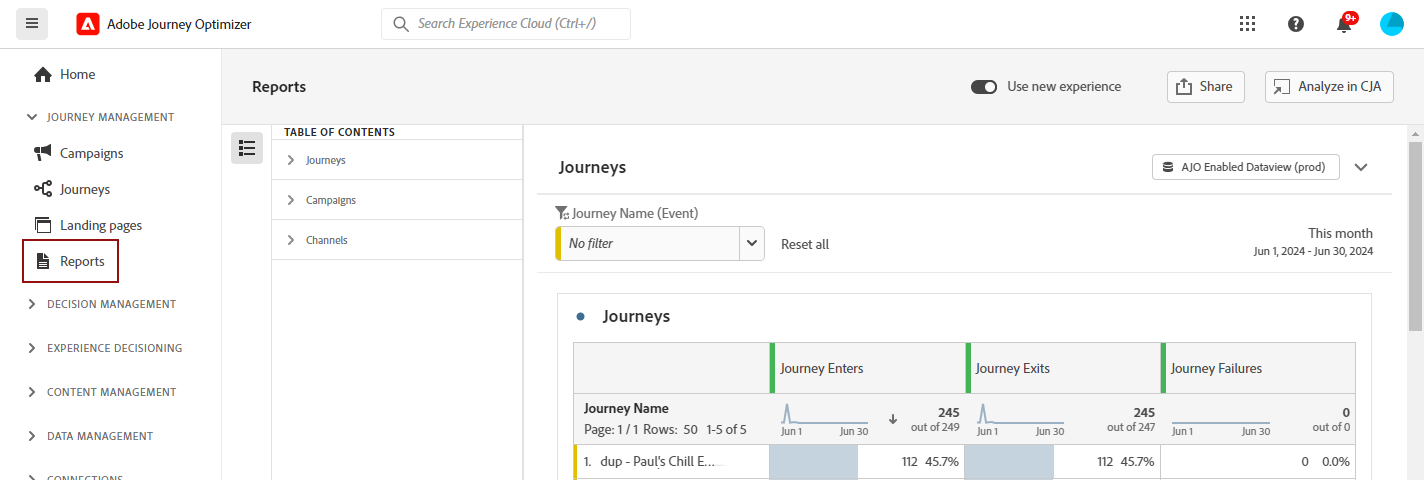 Adobe Journey Optimizer
Search Experience Cloud (Ctrl+/)
9+
Home
JOURNEY MANAGEMENT
Campaigns
Journeys
Landing pages
Reports
DECISION MANAGEMENT
EXPERIENCE DECISIONING
CONTENT MANAGEMENT
DATA MANAGEMENT
CONNECTIONS
Reports
Use new experience
Share
Analyze in CJA
TABLE OF CONTENTS
Journeys
Campaigns
Channels
Journeys
AJO Enabled Dataview (prod)
Journey Name (Event)
No filter
Reset all
This month
Jun 1, 2024 - Jun 30, 2024
Journeys
Journey Enters
Journey Exits
Journey Failures
Journey Name
Page: 1 / 1 Rows: 50 1-5 of 5
Jun 1 Jun 30
245
out of 249
Jun 1 Jun 30
245
out of 247
Jun 1 Jun 30
0
out of 0
1. dup - Paul's Chill E... 112 45.7% 112 45.7% 0 0.0%